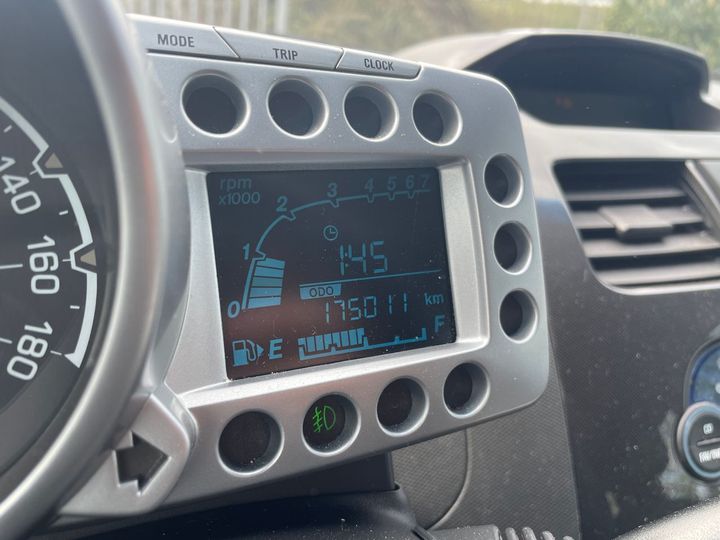 MODE TRIP CLOCK
140
160
180
rpm
x1000
0 1 2 3 4 5 6 7
1:45
ODO
175011 km
E F
CD